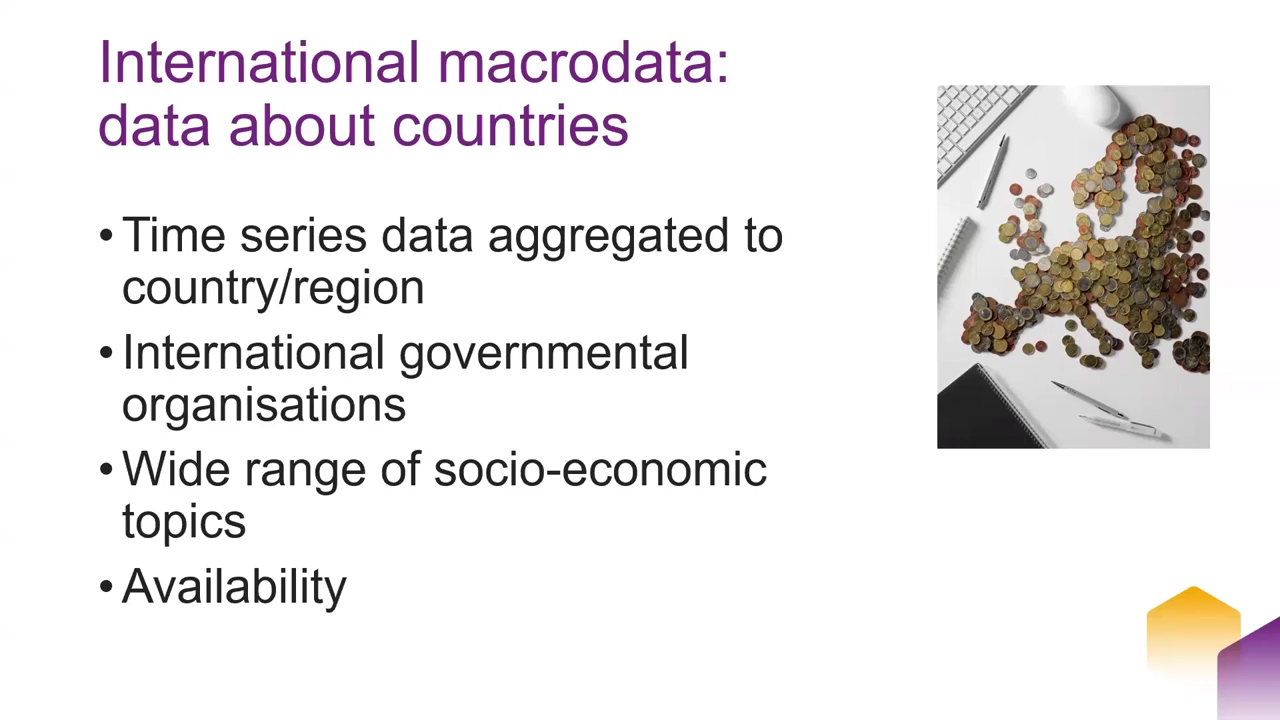 International macrodata:
data about countries
• Time series data aggregated to
country/region
• International governmental
organisations
• Wide range of socio-economic
topics
• Availability